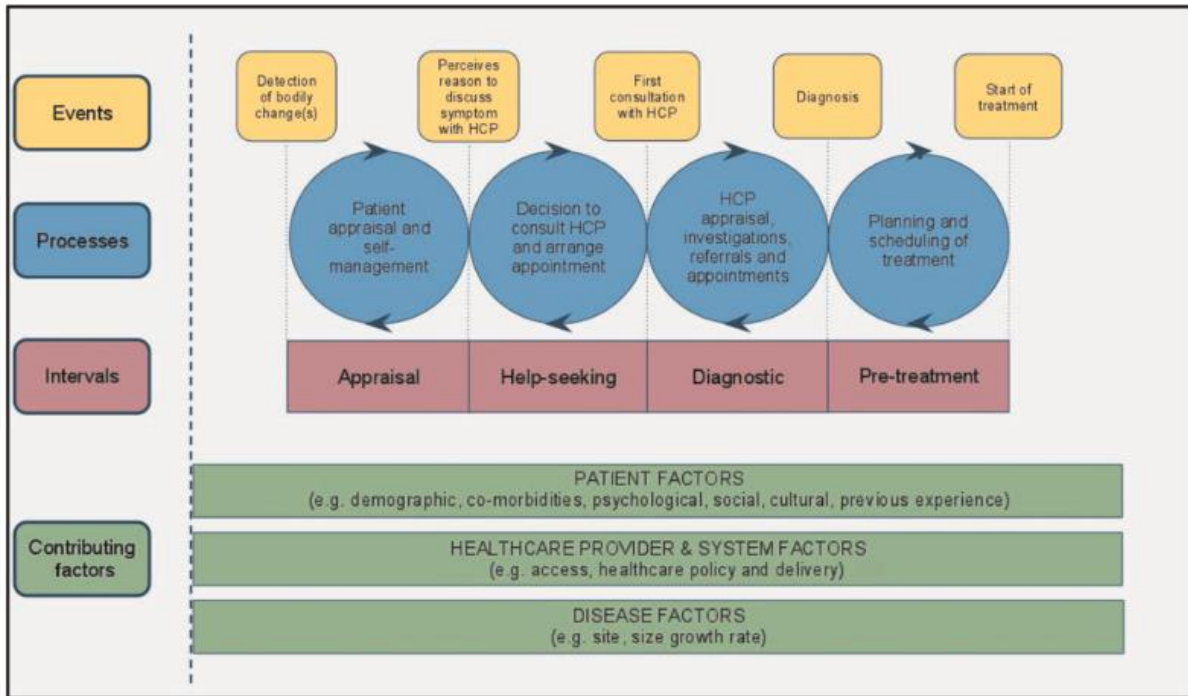 Events
Detection
of bodily
change(s)
Perceives
reason to
discuss
symptom
with HCP
First
consultation
with HCP
Diagnosis
Start of
treatment
Processes
Patient
appraisal and
self-
management
Decision to
consult HCP
and arrange
appointment
HCP
appraisal,
investigations,
referrals and
appointments
Planning and
scheduling of
treatment
Intervals
Appraisal
Help-seeking
Diagnostic
Pre-treatment
Contributing
factors
PATIENT FACTORS
(e.g. demographic, co-morbidities, psychological, social, cultural, previous experience)
HEALTHCARE PROVIDER & SYSTEM FACTORS
(e.g. access, healthcare policy and delivery)
DISEASE FACTORS
(e.g. site, size growth rate)